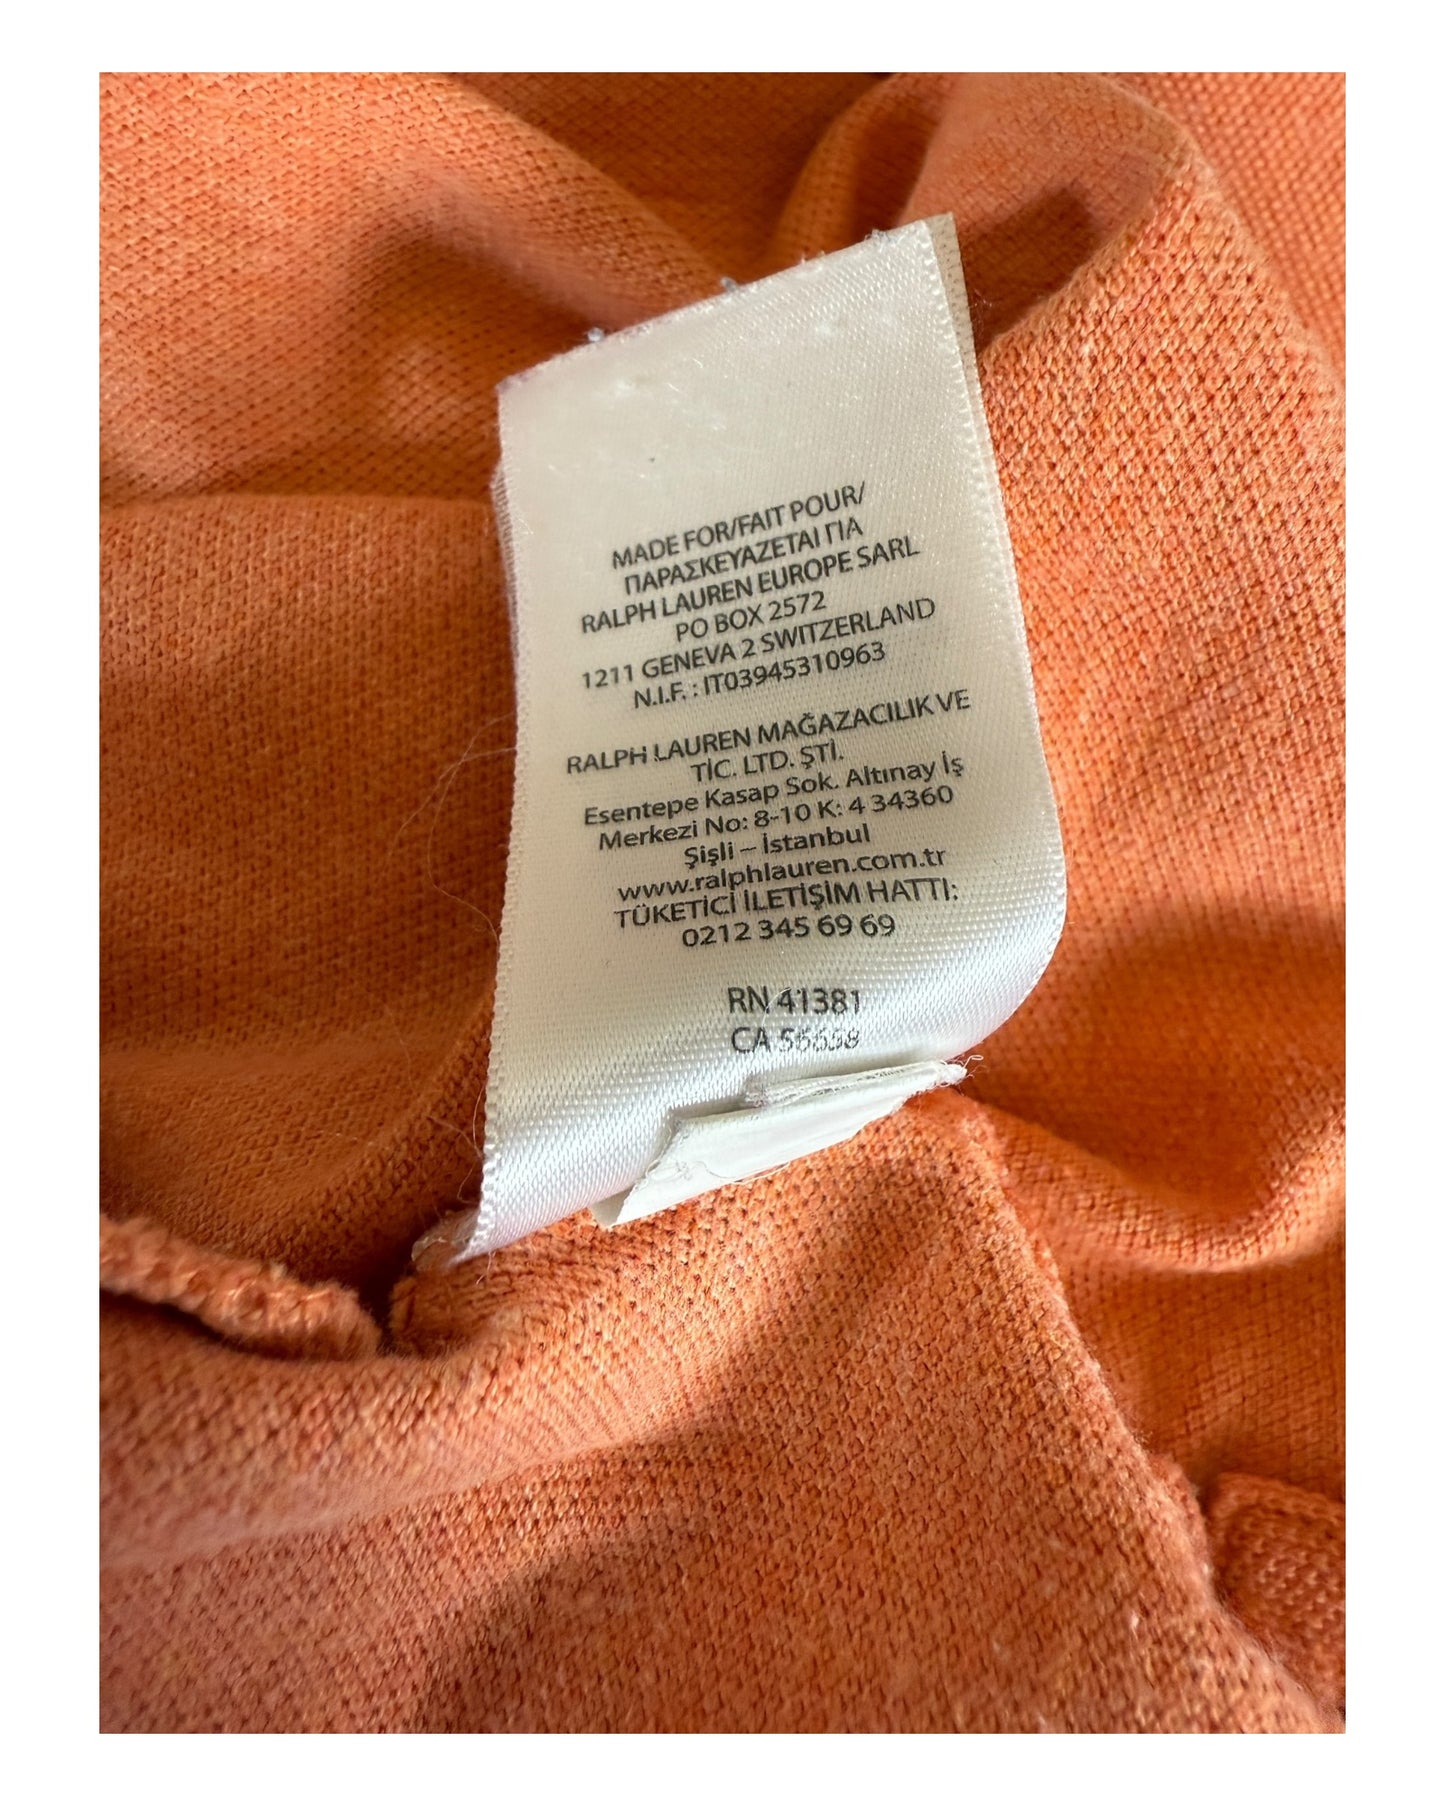 MADE FOR/FAIT POUR/
ΠΑΡΑΣΚΕΥΑΖΕΤΑΙ ΓΙΑ
RALPH LAUREN EUROPE SARL
PO BOX 2572
1211 GENEVA 2 SWITZERLAND
N.I.F. : IT03945310963
RALPH LAUREN MAĞAZACILIK VE
TİC. LTD. ŞTİ.
Esentepe Kasap Sok. Altınay İş
Merkezi No: 8-10 K: 4 34360
Şişli – İstanbul
www.ralphlauren.com.tr
TÜKETİCİ İLETİŞİM HATTI:
0212 345 69 69
RN 41381
CA